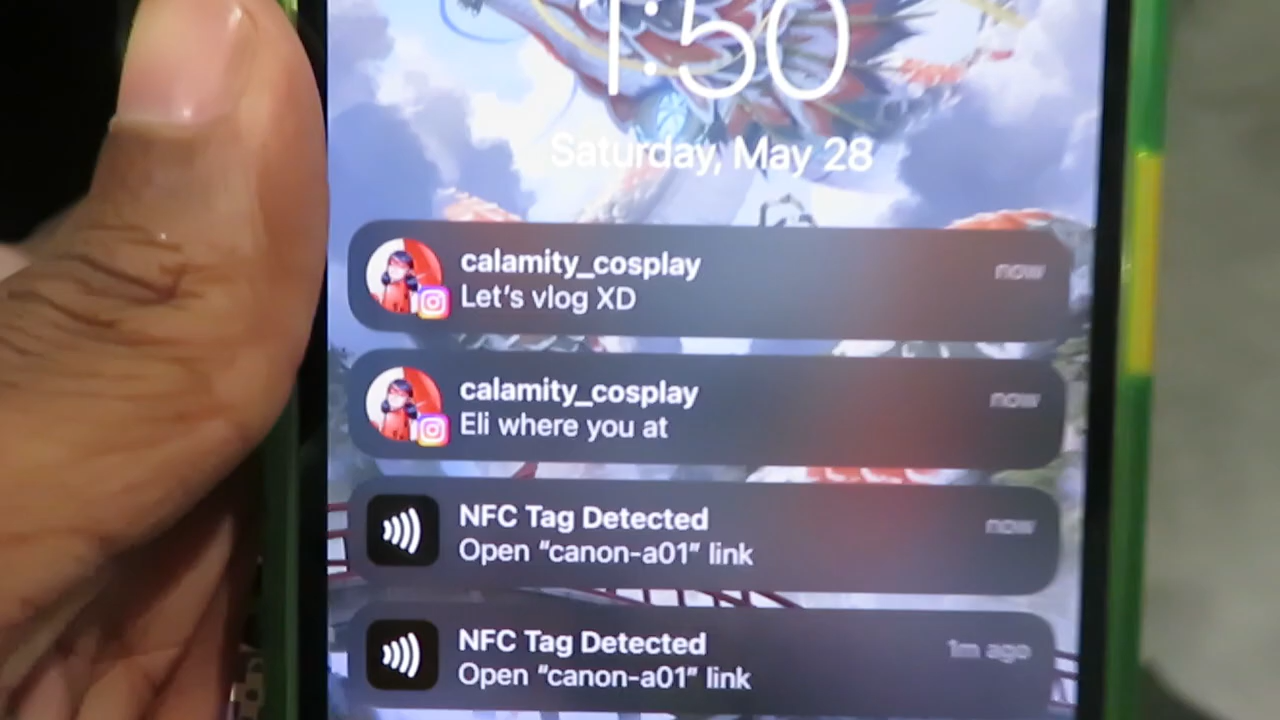 1:50
Saturday, May 28
calamity_cosplay
now
Let's vlog XD
calamity_cosplay
now
Eli where you at
NFC Tag Detected
now
Open “canon-a01” link
NFC Tag Detected
1m ago
Open “canon-a01” link